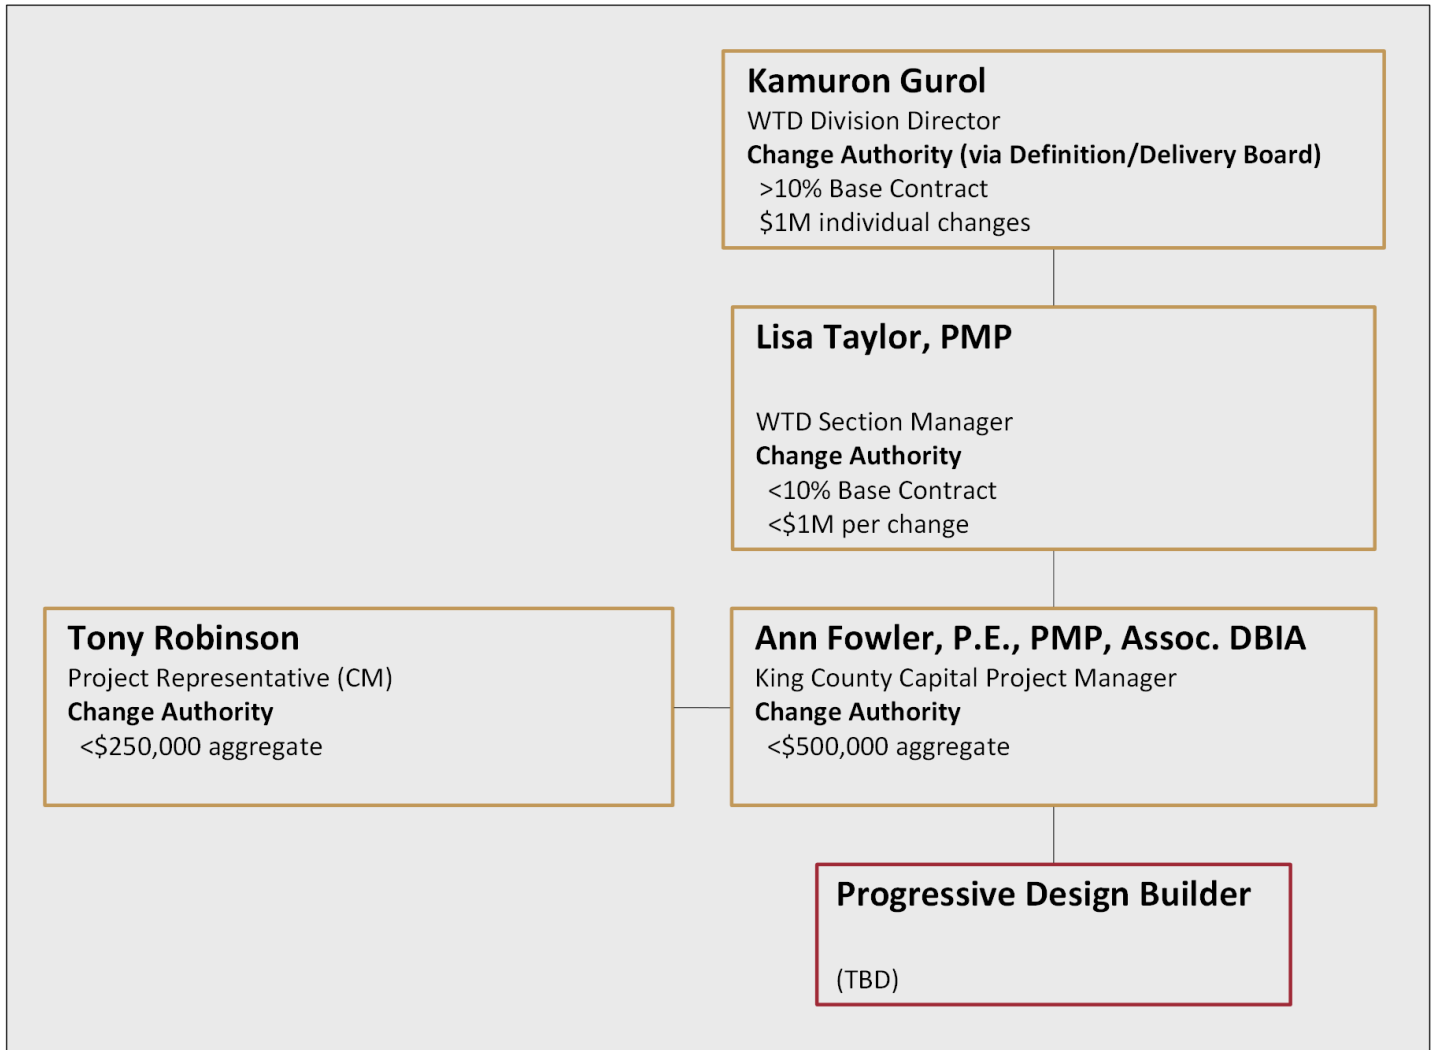 Kamuron Gurol
WTD Division Director
Change Authority (via Definition/Delivery Board)
>10% Base Contract
$1M individual changes
Lisa Taylor, PMP
WTD Section Manager
Change Authority
<10% Base Contract
<$1M per change
Tony Robinson
Project Representative (CM)
Change Authority
<$250,000 aggregate
Ann Fowler, P.E., PMP, Assoc. DBIA
King County Capital Project Manager
Change Authority
<$500,000 aggregate
Progressive Design Builder
(TBD)